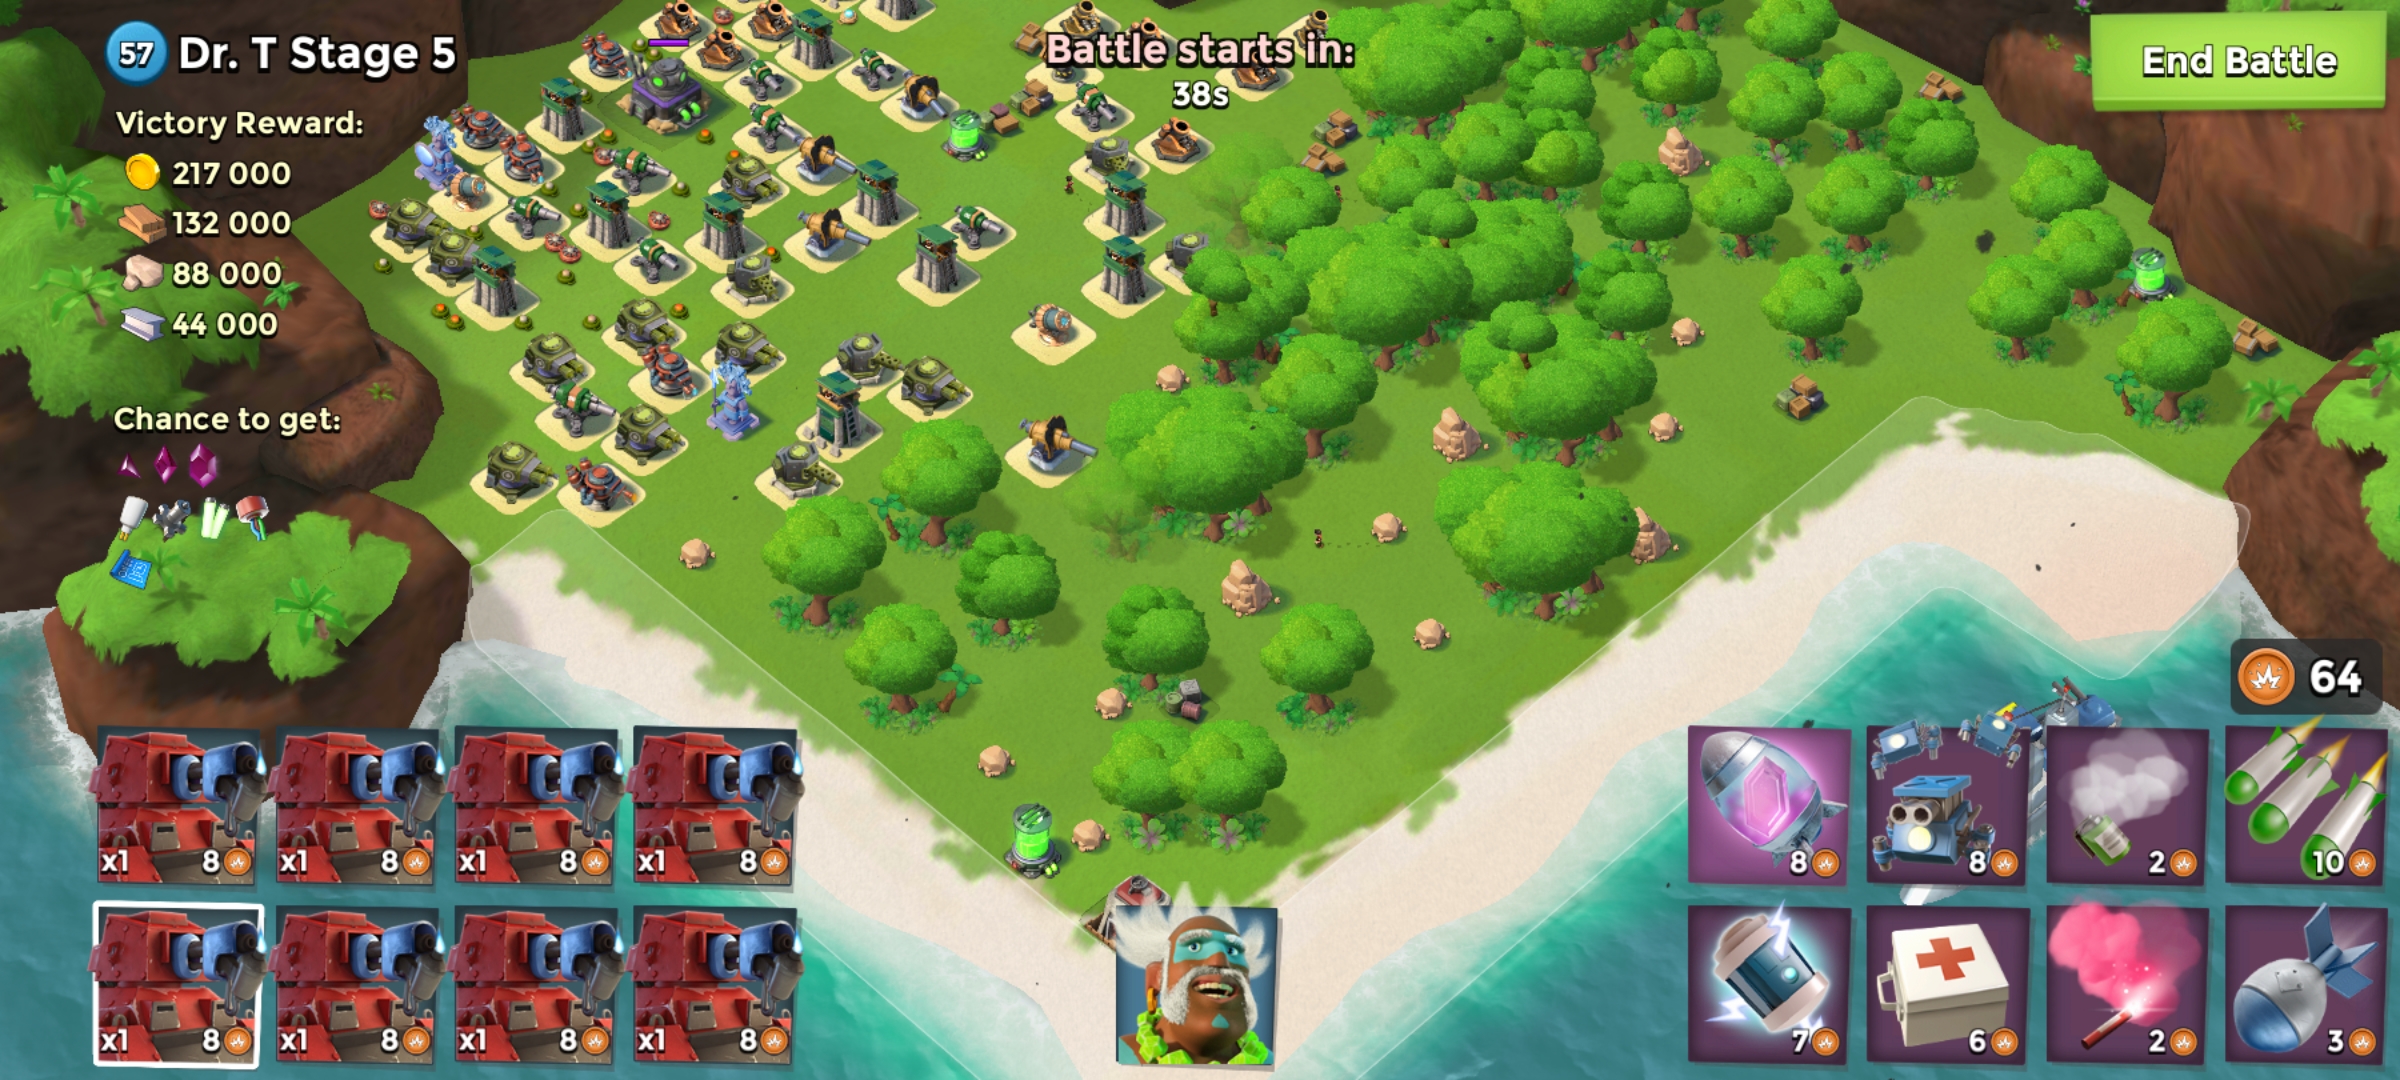 57 Dr. T Stage 5
Victory Reward:
217 000
132 000
88 000
44 000
Chance to get:
Battle starts in:
38s
End Battle
64
x1 8
x1 8
x1 8
x1 8
x1 8
x1 8
x1 8
x1 8
8
8
2
10
7
6
2
3